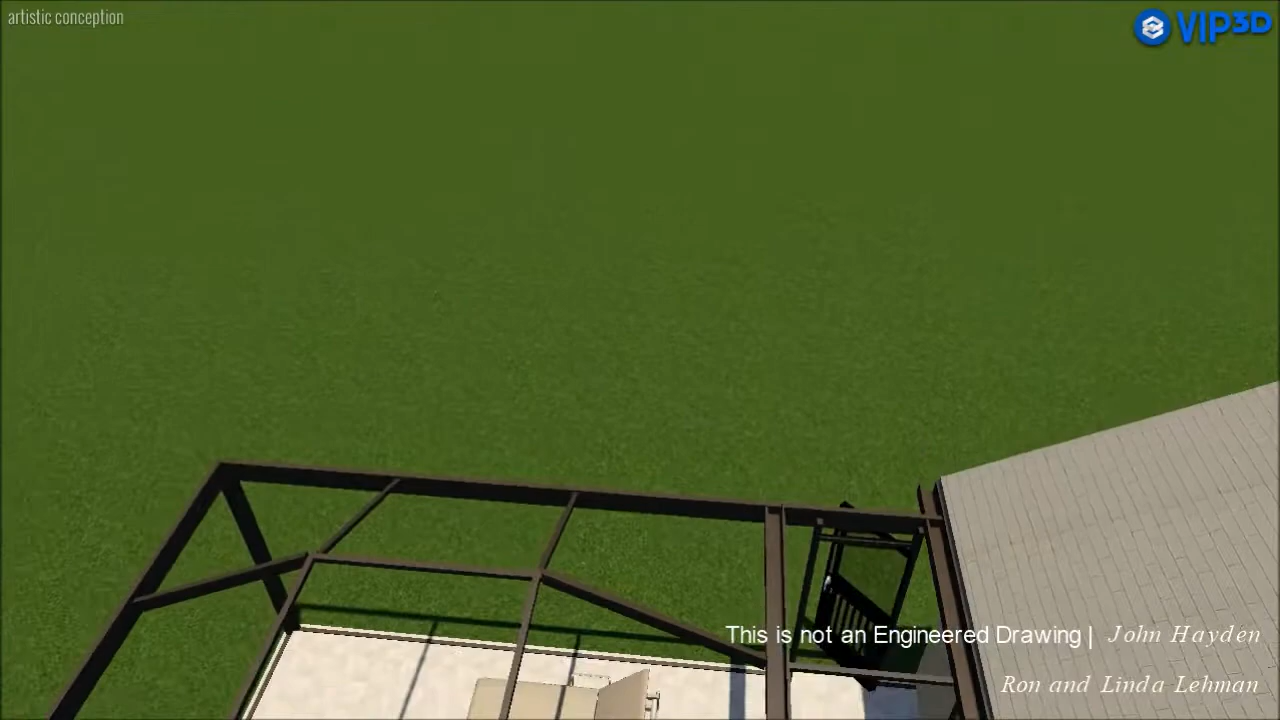 artistic conception
VIP3D
This is not an Engineered Drawing | John Hayden
Ron and Linda Lehman